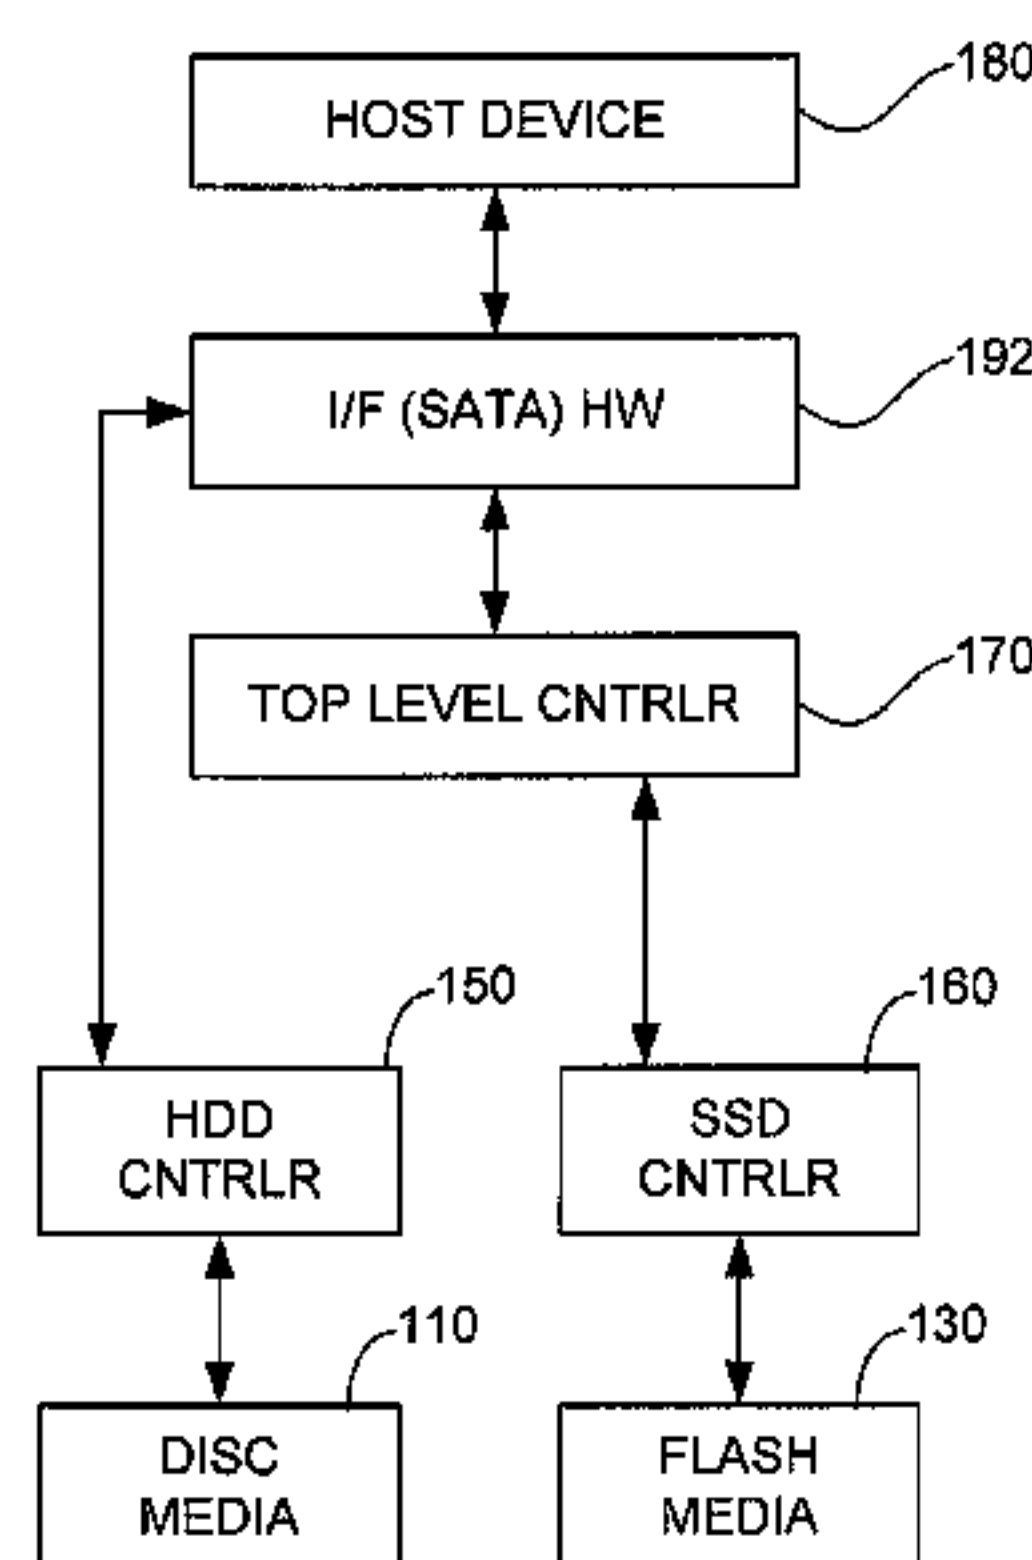 180
HOST DEVICE
192
I/F (SATA) HW
170
TOP LEVEL CNTRLR
150
160
HDD
CNTRLR
SSD
CNTRLR
110
130
DISC
MEDIA
FLASH
MEDIA